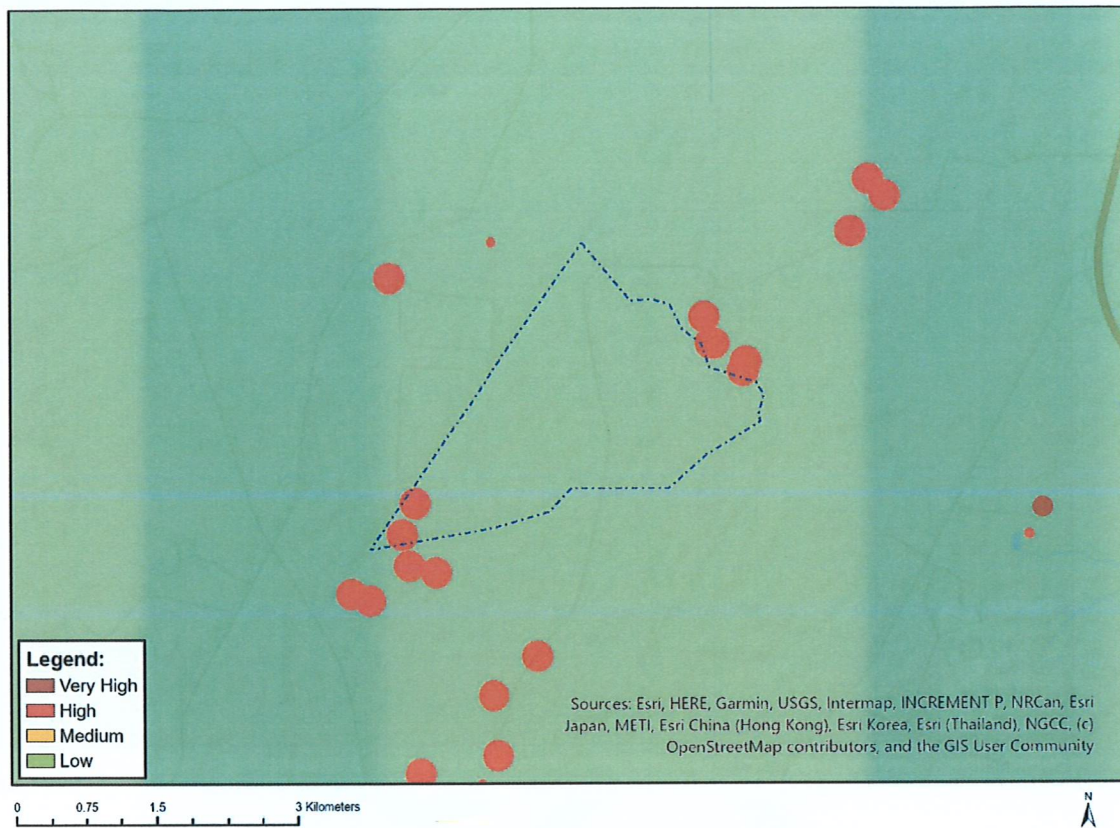 Legend:
Very High
High
Medium
Low
Sources: Esri, HERE, Garmin, USGS, Intermap, INCREMENT P, NRCan, Esri
Japan, METI, Esri China (Hong Kong), Esri Korea, Esri (Thailand), NGCC, (c)
OpenStreetMap contributors, and the GIS User Community
0 0.75 1.5 3 Kilometers
N